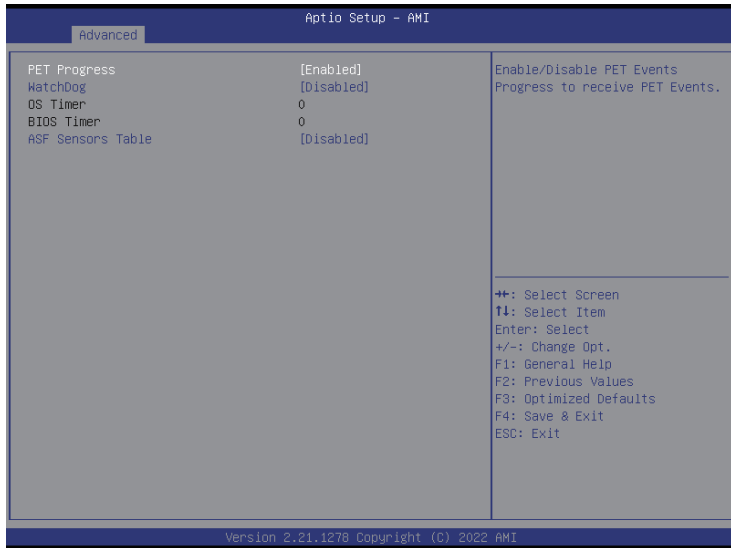 Aptio Setup – AMI
Advanced
PET Progress [Enabled]
WatchDog [Disabled]
OS Timer 0
BIOS Timer 0
ASF Sensors Table [Disabled]
Enable/Disable PET Events
Progress to receive PET Events.
→←: Select Screen
↑↓: Select Item
Enter: Select
+/-: Change Opt.
F1: General Help
F2: Previous Values
F3: Optimized Defaults
F4: Save & Exit
ESC: Exit
Version 2.21.1278 Copyright (C) 2022 AMI